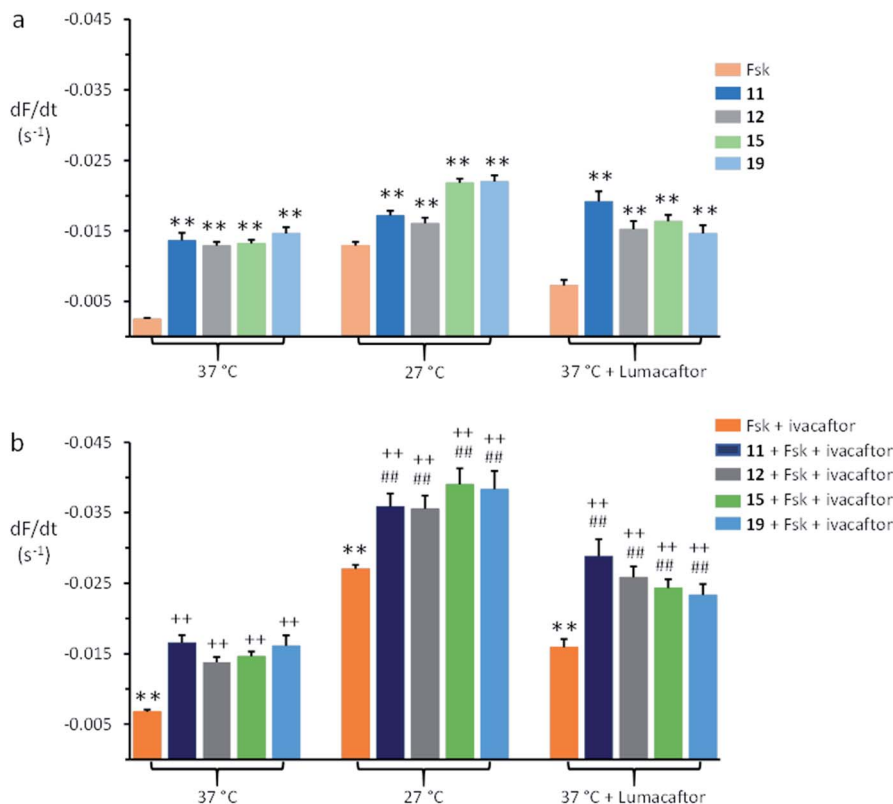 a
-0.045
-0.035
dF/dt
(s⁻¹)
-0.025
-0.015
-0.005
Fsk
11
12
15
19
** ** ** **
** ** ** **
** ** ** **
37 °C
27 °C
37 °C + Lumacaftor
b
-0.045
-0.035
dF/dt
(s⁻¹)
-0.025
-0.015
-0.005
Fsk + ivacaftor
11 + Fsk + ivacaftor
12 + Fsk + ivacaftor
15 + Fsk + ivacaftor
19 + Fsk + ivacaftor
** ++ ++ ++ ++
** ++ ++ ++ ++
## ## ## ##
** ++ ++ ++ ++
## ## ## ##
37 °C
27 °C
37 °C + Lumacaftor